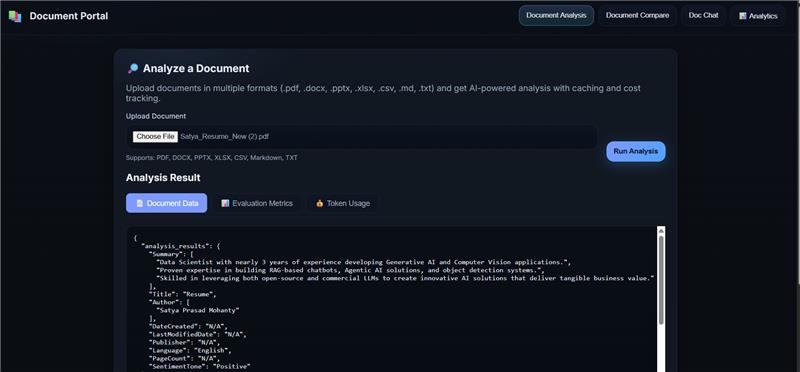 Document Portal
Document Analysis
Document Compare
Doc Chat
Analytics
Analyze a Document
Upload documents in multiple formats (.pdf, .docx, .pptx, .xlsx, .csv, .md, .txt) and get AI-powered analysis with caching and cost
tracking.
Upload Document
Choose File Satya_Resume_New (2).pdf
Run Analysis
Supports: PDF, DOCX, PPTX, XLSX, CSV, Markdown, TXT
Analysis Result
Document Data
Evaluation Metrics
Token Usage
{
"analysis_results": {
"Summary": [
"Data Scientist with nearly 3 years of experience developing Generative AI and Computer Vision applications.",
"Proven expertise in building RAG-based chatbots, Agentic AI solutions, and object detection systems.",
"Skilled in leveraging both open-source and commercial LLMs to create innovative AI solutions that deliver tangible business value."
],
"Title": "Resume",
"Author": [
"Satya Prasad Mohanty"
],
"DateCreated": "N/A",
"LastModifiedDate": "N/A",
"Publisher": "N/A",
"Language": "English",
"PageCount": "N/A",
"SentimentTone": "Positive"